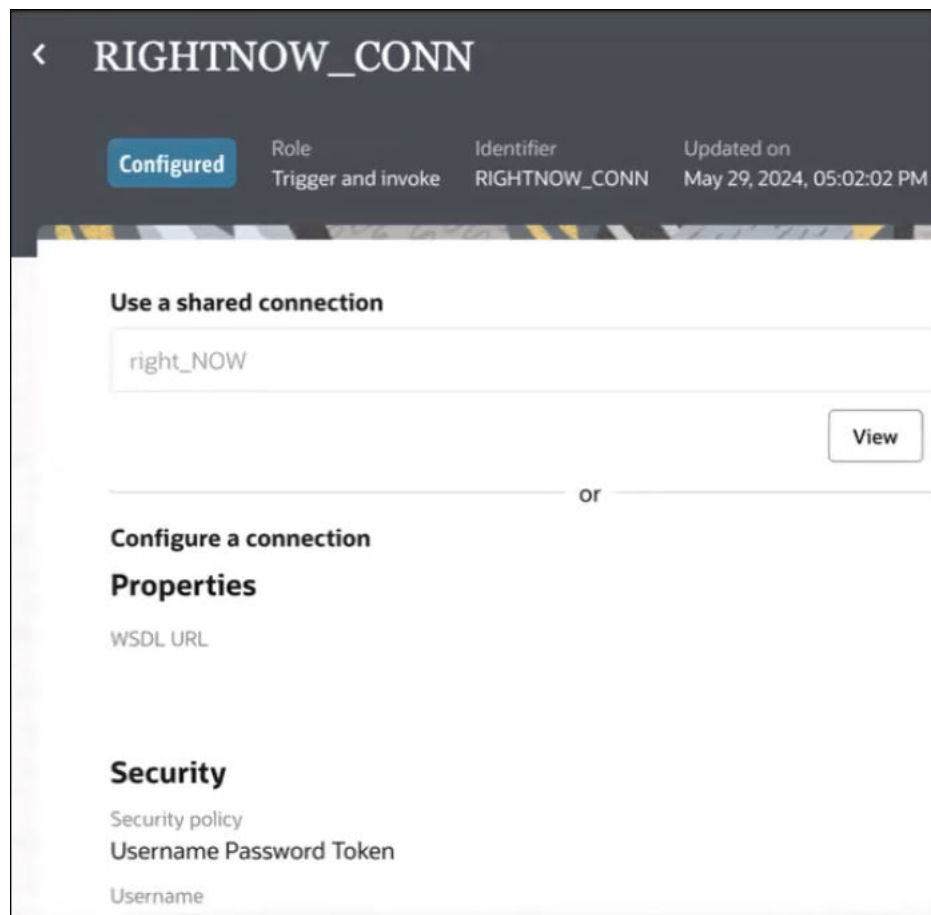 RIGHTNOW_CONN
Configured
Role
Trigger and invoke
Identifier
RIGHTNOW_CONN
Updated on
May 29, 2024, 05:02:02 PM
Use a shared connection
right_NOW
View
or
Configure a connection
Properties
WSDL URL
Security
Security policy
Username Password Token
Username